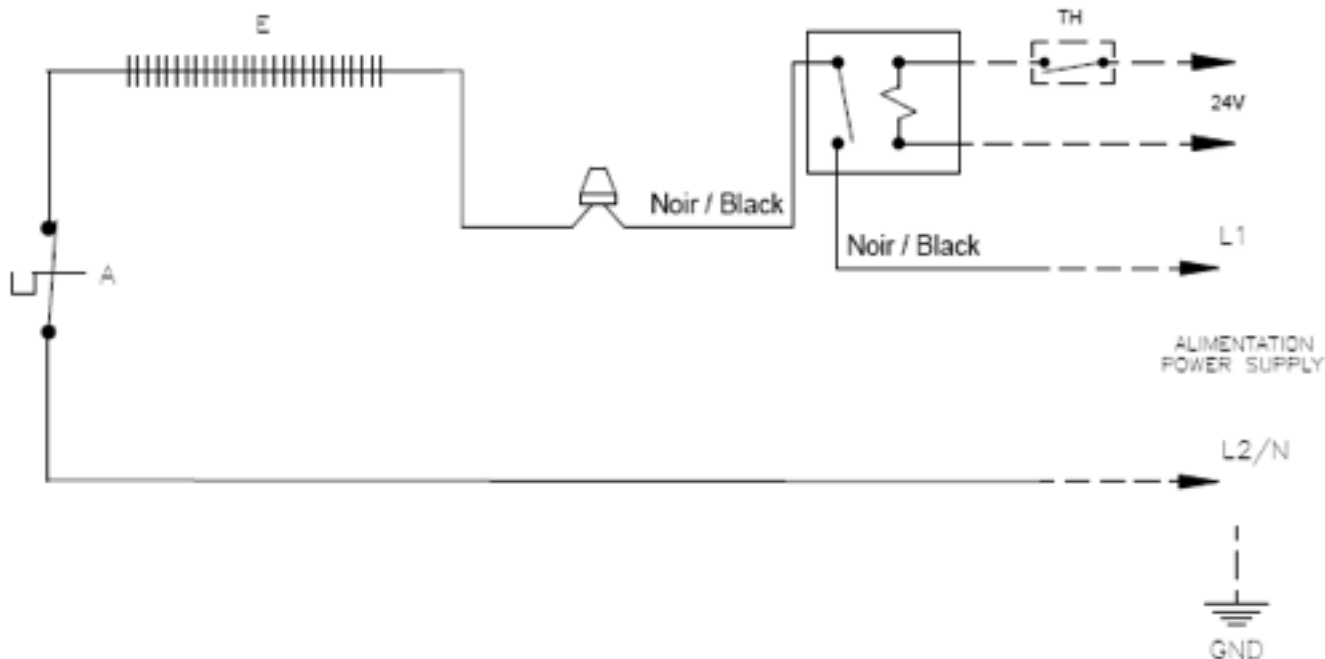 E
TH
24V
Noir / Black
Noir / Black
L1
A
ALIMENTATION
POWER SUPPLY
L2/N
GND